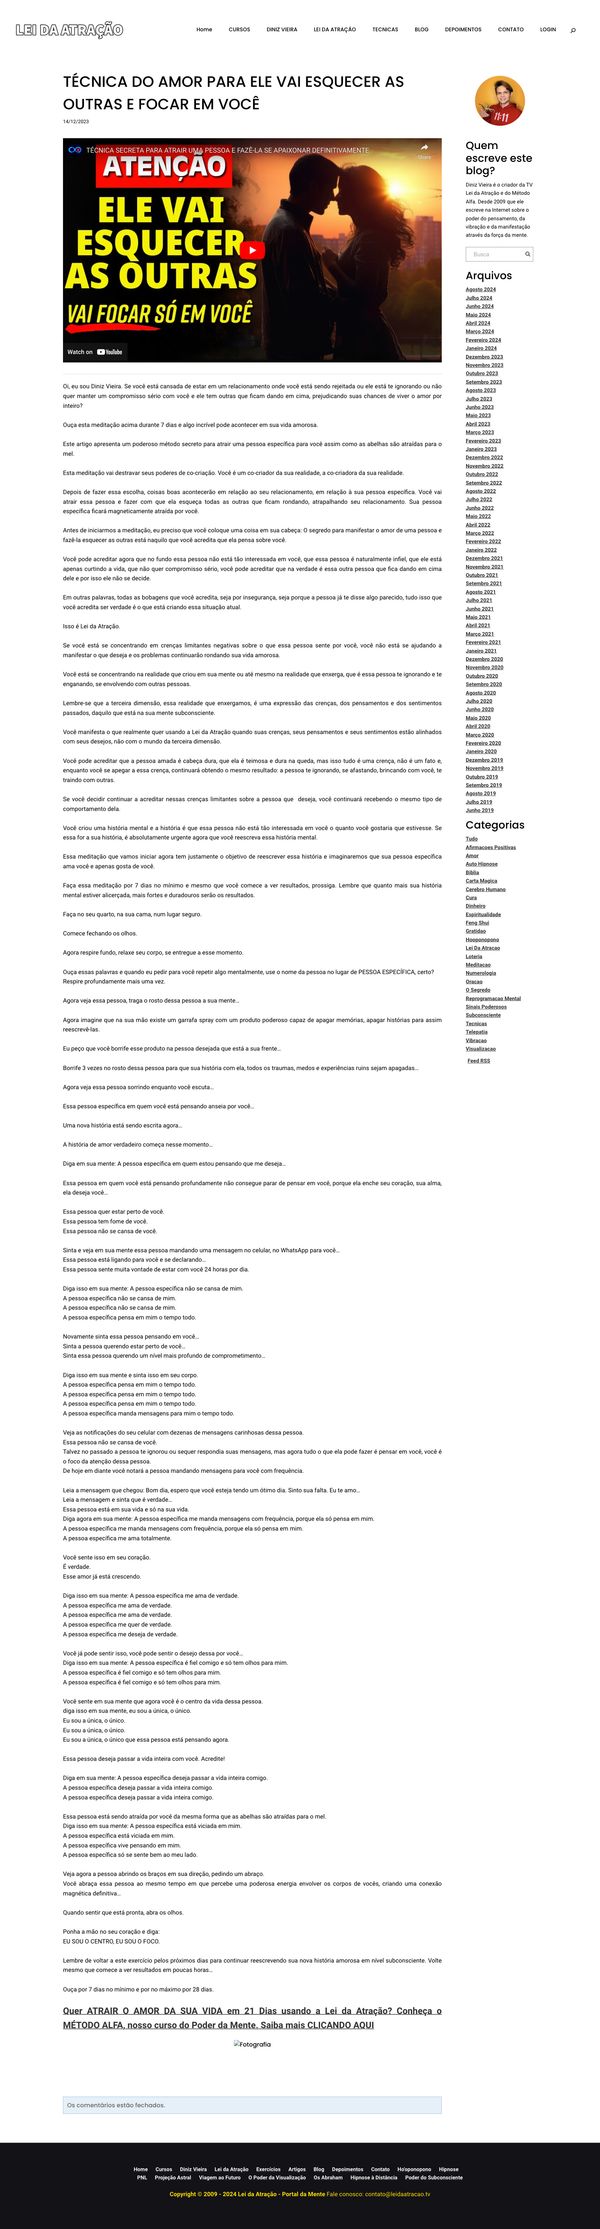 LEI DA ATRAÇÃO
Home CURSOS DINIZ VIEIRA LEI DA ATRAÇÃO TECNICAS BLOG DEPOIMENTOS CONTATO LOGIN
TÉCNICA DO AMOR PARA ELE VAI ESQUECER AS
OUTRAS E FOCAR EM VOCÊ
14/12/2023
TÉCNICA SECRETA PARA ATRAIR UMA PESSOA E FAZÊ-LA SE APAIXONAR DEFINITIVAMENTE
Share
ATENÇÃO
ELE VAI
ESQUECER
AS OUTRAS
VAI FOCAR SÓ EM VOCÊ
Watch on YouTube
Oi, eu sou Diniz Vieira. Se você está cansada de estar em um relacionamento onde você está sendo rejeitada ou ele está te ignorando ou não
quer manter um compromisso sério com você e ele tem outras que ficam dando em cima, prejudicando suas chances de viver o amor por
inteiro?
Ouça esta meditação acima durante 7 dias e algo incrível pode acontecer em sua vida amorosa.
Este artigo apresenta um poderoso método secreto para atrair uma pessoa específica para você assim como as abelhas são atraídas para o
mel.
Esta meditação vai destravar seus poderes de co-criação. Você é um co-criador da sua realidade, a co-criadora da sua realidade.
Depois de fazer essa escolha, coisas boas acontecerão em relação ao seu relacionamento, em relação à sua pessoa específica. Você vai
atrair essa pessoa e fazer com que ela esqueça todas as outras que ficam rondando, atrapalhando seu relacionamento. Sua pessoa
específica ficará magneticamente atraída por você.
Antes de iniciarmos a meditação, eu preciso que você coloque uma coisa em sua cabeça: O segredo para manifestar o amor de uma pessoa e
fazê-la esquecer as outras está naquilo que você acredita que ela pensa sobre você.
Você pode acreditar agora que no fundo essa pessoa não está tão interessada em você, que essa pessoa é naturalmente infiel, que ele está
apenas curtindo a vida, que não quer compromisso sério, você pode acreditar que na verdade é essa outra pessoa que fica dando em cima
dele e por isso ele não se decide.
Em outras palavras, todas as bobagens que você acredita, seja por insegurança, seja porque a pessoa já te disse algo parecido, tudo isso que
você acredita ser verdade é o que está criando essa situação atual.
Isso é Lei da Atração.
Se você está se concentrando em crenças limitantes negativas sobre o que essa pessoa sente por você, você não está se ajudando a
manifestar o que deseja e os problemas continuarão rondando sua vida amorosa.
Você está se concentrando na realidade que criou em sua mente ou até mesmo na realidade que enxerga, que é essa pessoa te ignorando e te
enganando, se envolvendo com outras pessoas.
Lembre-se que a terceira dimensão, essa realidade que enxergamos, é uma expressão das crenças, dos pensamentos e dos sentimentos
passados, daquilo que está na sua mente subconsciente.
Você manifesta o que realmente quer usando a Lei da Atração quando suas crenças, seus pensamentos e seus sentimentos estão alinhados
com seus desejos, não com o mundo da terceira dimensão.
Você pode acreditar que a pessoa amada é cabeça dura, que ela é teimosa e dura na queda, mas isso tudo é uma crença, não é um fato e,
enquanto você se apegar a essa crença, continuará obtendo o mesmo resultado: a pessoa te ignorando, se afastando, brincando com você, te
traindo com outras.
Se você decidir continuar a acreditar nessas crenças limitantes sobre a pessoa que deseja, você continuará recebendo o mesmo tipo de
comportamento dela.
Você criou uma história mental e a história é que essa pessoa não está tão interessada em você o quanto você gostaria que estivesse. Se
essa for a sua história, é absolutamente urgente agora que você reescreva essa história mental.
Essa meditação que vamos iniciar agora tem justamente o objetivo de reescrever essa história e imaginaremos que sua pessoa específica
ama você e apenas gosta de você.
Faça essa meditação por 7 dias no mínimo e mesmo que você comece a ver resultados, prossiga. Lembre que quanto mais sua história
mental estiver alicerçada, mais fortes e duradouros serão os resultados.
Faça no seu quarto, na sua cama, num lugar seguro.
Comece fechando os olhos.
Agora respire fundo, relaxe seu corpo, se entregue a esse momento.
Ouça essas palavras e quando eu pedir para você repetir algo mentalmente, use o nome da pessoa no lugar de PESSOA ESPECÍFICA, certo?
Respire profundamente mais uma vez.
Agora veja essa pessoa, traga o rosto dessa pessoa a sua mente...
Agora imagine que na sua mão existe um garrafa spray com um produto poderoso capaz de apagar memórias, apagar histórias para assim
reescrevê-las.
Eu peço que você borrife esse produto na pessoa desejada que está a sua frente...
Borrife 3 vezes no rosto dessa pessoa para que sua história com ela, todos os traumas, medos e experiências ruins sejam apagadas...
Agora veja essa pessoa sorrindo enquanto você escuta...
Essa pessoa específica em quem você está pensando anseia por você...
Uma nova história está sendo escrita agora...
A história de amor verdadeiro começa nesse momento...
Diga em sua mente: A pessoa específica em quem estou pensando que me deseja...
Essa pessoa em quem você está pensando profundamente não consegue parar de pensar em você, porque ela enche seu coração, sua alma,
ela deseja você...
Essa pessoa quer estar perto de você.
Essa pessoa tem fome de você.
Essa pessoa não se cansa de você.
Sinta e veja em sua mente essa pessoa mandando uma mensagem no celular, no WhatsApp para você...
Essa pessoa está ligando para você e se declarando...
Essa pessoa sente muita vontade de estar com você 24 horas por dia.
Diga isso em sua mente: A pessoa específica não se cansa de mim.
A pessoa específica não se cansa de mim.
A pessoa específica não se cansa de mim.
A pessoa específica pensa em mim o tempo todo.
Novamente sinta essa pessoa pensando em você...
Sinta a pessoa querendo estar perto de você...
Sinta essa pessoa querendo um nível mais profundo de comprometimento...
Diga isso em sua mente e sinta isso em seu corpo.
A pessoa específica pensa em mim o tempo todo.
A pessoa específica pensa em mim o tempo todo.
A pessoa específica pensa em mim o tempo todo.
A pessoa específica manda mensagens para mim o tempo todo.
Veja as notificações do seu celular com dezenas de mensagens carinhosas dessa pessoa.
Essa pessoa não se cansa de você.
Talvez no passado a pessoa te ignorou ou sequer respondia suas mensagens, mas agora tudo o que ela pode fazer é pensar em você, você é
o foco da atenção dessa pessoa.
De hoje em diante você notará a pessoa mandando mensagens para você com frequência.
Leia a mensagem que chegou: Bom dia, espero que você esteja tendo um ótimo dia. Sinto sua falta. Eu te amo...
Leia a mensagem e sinta que é verdade...
Essa pessoa está em sua vida e só na sua vida.
Diga agora em sua mente: A pessoa específica me manda mensagens com frequência, porque ela só pensa em mim.
A pessoa específica me manda mensagens com frequência, porque ela só pensa em mim.
A pessoa específica me ama totalmente.
Você sente isso em seu coração.
É verdade.
Esse amor já está crescendo.
Diga isso em sua mente: A pessoa específica me ama de verdade.
A pessoa específica me ama de verdade.
A pessoa específica me ama de verdade.
A pessoa específica me quer de verdade.
A pessoa específica me deseja de verdade.
Você já pode sentir isso, você pode sentir o desejo dessa por você...
Diga isso em sua mente: A pessoa específica é fiel comigo e só tem olhos para mim.
A pessoa específica é fiel comigo e só tem olhos para mim.
A pessoa específica é fiel comigo e só tem olhos para mim.
Você sente em sua mente que agora você é o centro da vida dessa pessoa.
diga isso em sua mente, eu sou a única, o único.
Eu sou a única, o único.
Eu sou a única, o único.
Eu sou a única, o único que essa pessoa está pensando agora.
Essa pessoa deseja passar a vida inteira com você. Acredite!
Diga em sua mente: A pessoa específica deseja passar a vida inteira comigo.
A pessoa específica deseja passar a vida inteira comigo.
A pessoa específica deseja passar a vida inteira comigo.
Essa pessoa está sendo atraída por você da mesma forma que as abelhas são atraídas para o mel.
Diga isso em sua mente: A pessoa específica está viciada em mim.
A pessoa específica está viciada em mim.
A pessoa específica vive pensando em mim.
A pessoa específica só se sente bem ao meu lado.
Veja agora a pessoa abrindo os braços em sua direção, pedindo um abraço.
Você abraça essa pessoa ao mesmo tempo em que percebe uma poderosa energia envolver os corpos de vocês, criando uma conexão
magnética definitiva...
Quando sentir que está pronta, abra os olhos.
Ponha a mão no seu coração e diga:
EU SOU O CENTRO, EU SOU O FOCO.
Lembre de voltar a este exercício pelos próximos dias para continuar reescrevendo sua nova história amorosa em nível subconsciente. Volte
mesmo que comece a ver resultados em poucas horas...
Ouça por 7 dias no mínimo e por no máximo por 28 dias.
Quer ATRAIR O AMOR DA SUA VIDA em 21 Dias usando a Lei da Atração? Conheça o
MÉTODO ALFA, nosso curso do Poder da Mente. Saiba mais CLICANDO AQUI
Fotografia
Os comentários estão fechados.
11:11
Quem
escreve este
blog?
Diniz Vieira é o criador da TV
Lei da Atração e do Método
Alfa. Desde 2009 que ele
escreve na Internet sobre o
poder do pensamento, da
vibração e da manifestação
através da força da mente.
Busca
Arquivos
Agosto 2024
Julho 2024
Junho 2024
Maio 2024
Abril 2024
Março 2024
Fevereiro 2024
Janeiro 2024
Dezembro 2023
Novembro 2023
Outubro 2023
Setembro 2023
Agosto 2023
Julho 2023
Junho 2023
Maio 2023
Abril 2023
Março 2023
Fevereiro 2023
Janeiro 2023
Dezembro 2022
Novembro 2022
Outubro 2022
Setembro 2022
Agosto 2022
Julho 2022
Junho 2022
Maio 2022
Abril 2022
Março 2022
Fevereiro 2022
Janeiro 2022
Dezembro 2021
Novembro 2021
Outubro 2021
Setembro 2021
Agosto 2021
Julho 2021
Junho 2021
Maio 2021
Abril 2021
Março 2021
Fevereiro 2021
Janeiro 2021
Dezembro 2020
Novembro 2020
Outubro 2020
Setembro 2020
Agosto 2020
Julho 2020
Junho 2020
Maio 2020
Abril 2020
Março 2020
Fevereiro 2020
Janeiro 2020
Dezembro 2019
Novembro 2019
Outubro 2019
Setembro 2019
Agosto 2019
Julho 2019
Junho 2019
Categorias
Tudo
Afirmacoes Positivas
Amor
Auto Hipnose
Biblia
Carta Magica
Cerebro Humano
Cura
Dinheiro
Espiritualidade
Feng Shui
Gratidao
Hooponopono
Lei Da Atracao
Loteria
Meditacao
Numerologia
Oracao
O Segredo
Reprogramacao Mental
Sinais Poderosos
Subconsciente
Tecnicas
Telepatia
Vibracao
Visualizacao
Feed RSS
Home Cursos Diniz Vieira Lei da Atração Exercícios Artigos Blog Depoimentos Contato Ho'oponopono Hipnose
PNL Projeção Astral Viagem ao Futuro O Poder da Visualização Os Abraham Hipnose à Distância Poder do Subconsciente
Copyright © 2009 - 2024 Lei da Atração - Portal da Mente Fale conosco: contato@leidaatracao.tv